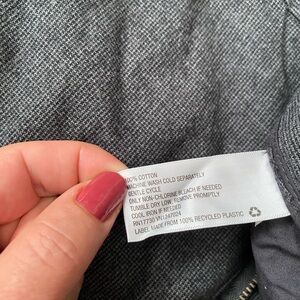 100% COTTON
MACHINE WASH COLD SEPARATELY
GENTLE CYCLE
ONLY NON-CHLORINE BLEACH IF NEEDED
TUMBLE DRY LOW. REMOVE PROMPTLY
COOL IRON IF NEEDED
RN17730
LABEL MADE FROM 100% RECYCLED PLASTIC